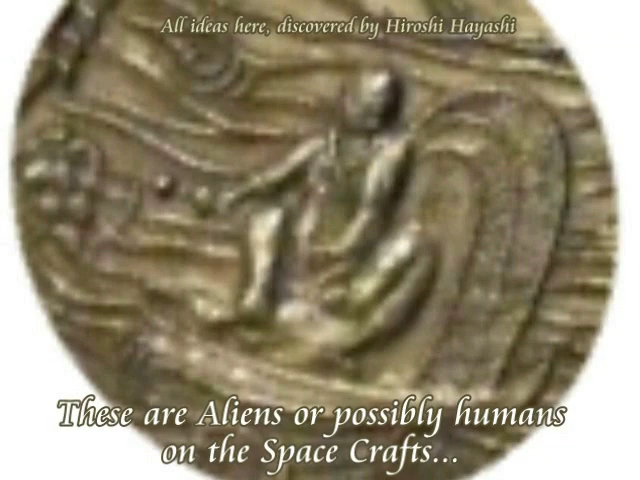 All ideas here, discovered by Hiroshi Hayashi
These are Aliens or possibly humans
on the Space Crafts...